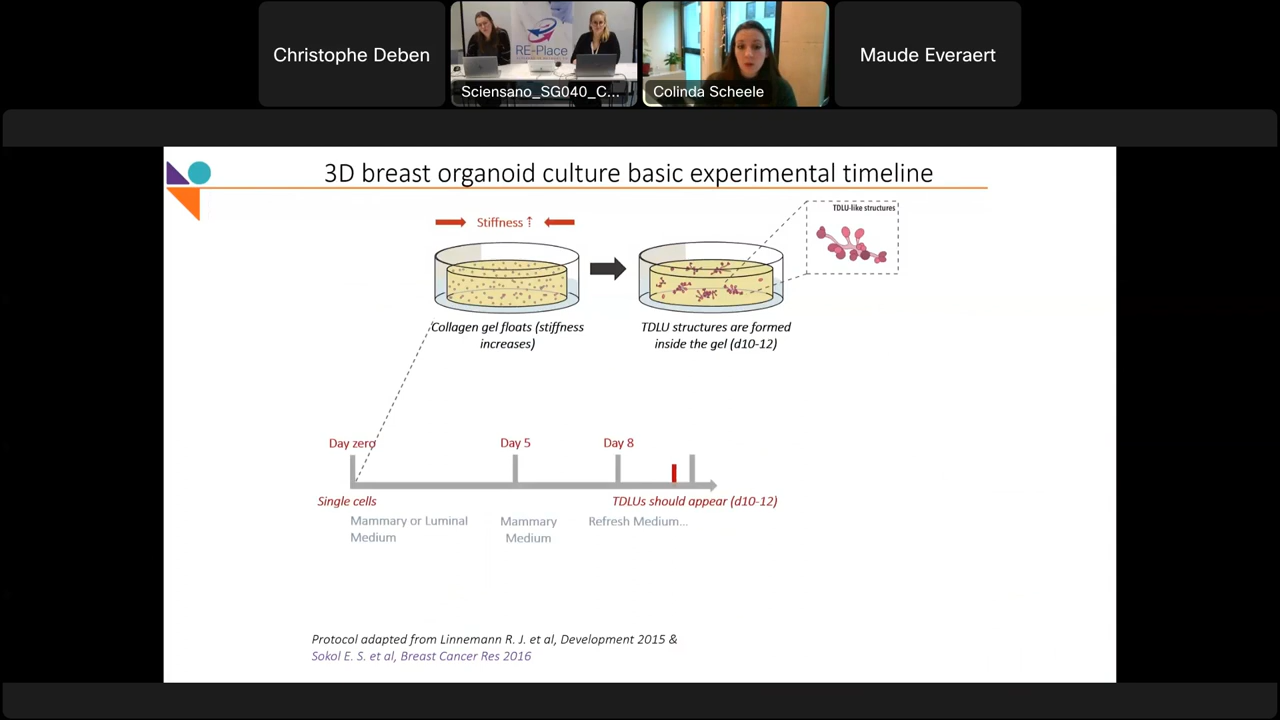 Christophe Deben
RE-Place
Sciensano_SG040_C...
Colinda Scheele
Maude Everaert
3D breast organoid culture basic experimental timeline
Stiffness ↑
TDLU-like structures
Collagen gel floats (stiffness
increases)
TDLU structures are formed
inside the gel (d10-12)
Day zero
Day 5
Day 8
Single cells
TDLUs should appear (d10-12)
Mammary or Luminal
Medium
Mammary
Medium
Refresh Medium...
Protocol adapted from Linnemann R. J. et al, Development 2015 &
Sokol E. S. et al, Breast Cancer Res 2016